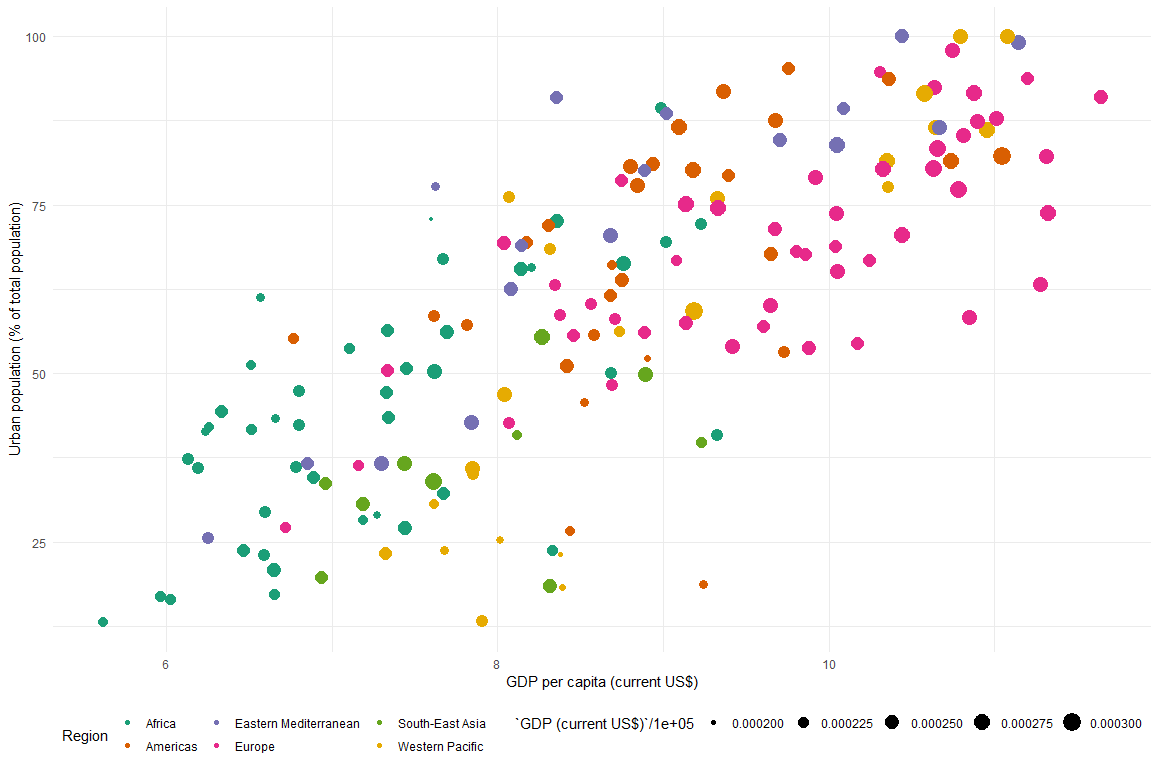 100
75
50
25
Urban population (% of total population)
6
8
10
GDP per capita (current US$)
Region
Africa
Eastern Mediterranean
South-East Asia
Americas
Europe
Western Pacific
`GDP (current US$)`/1e+05
0.000200
0.000225
0.000250
0.000275
0.000300